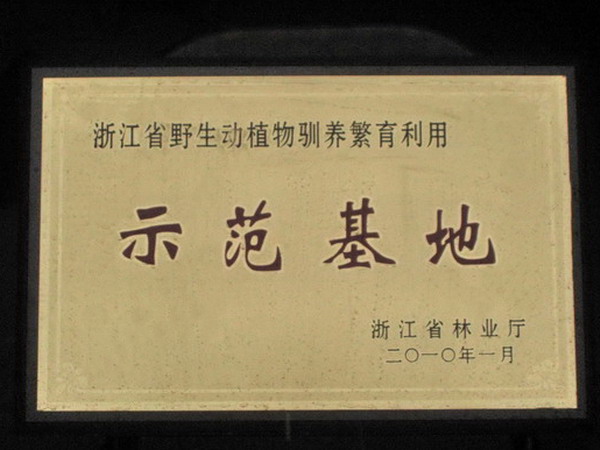 浙江省野生动植物驯养繁育利用
示范基地
浙江省林业厅
二〇一〇年一月